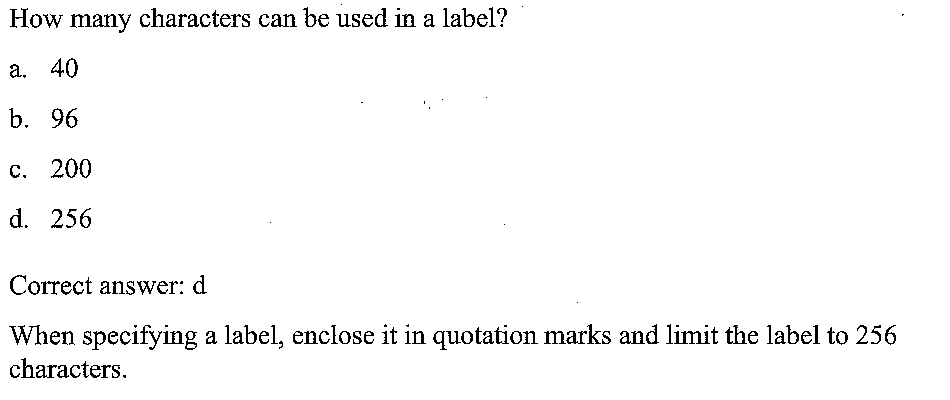 How many characters can be used in a label?
a. 40
b. 96
c. 200
d. 256
Correct answer: d
When specifying a label, enclose it in quotation marks and limit the label to 256
characters.